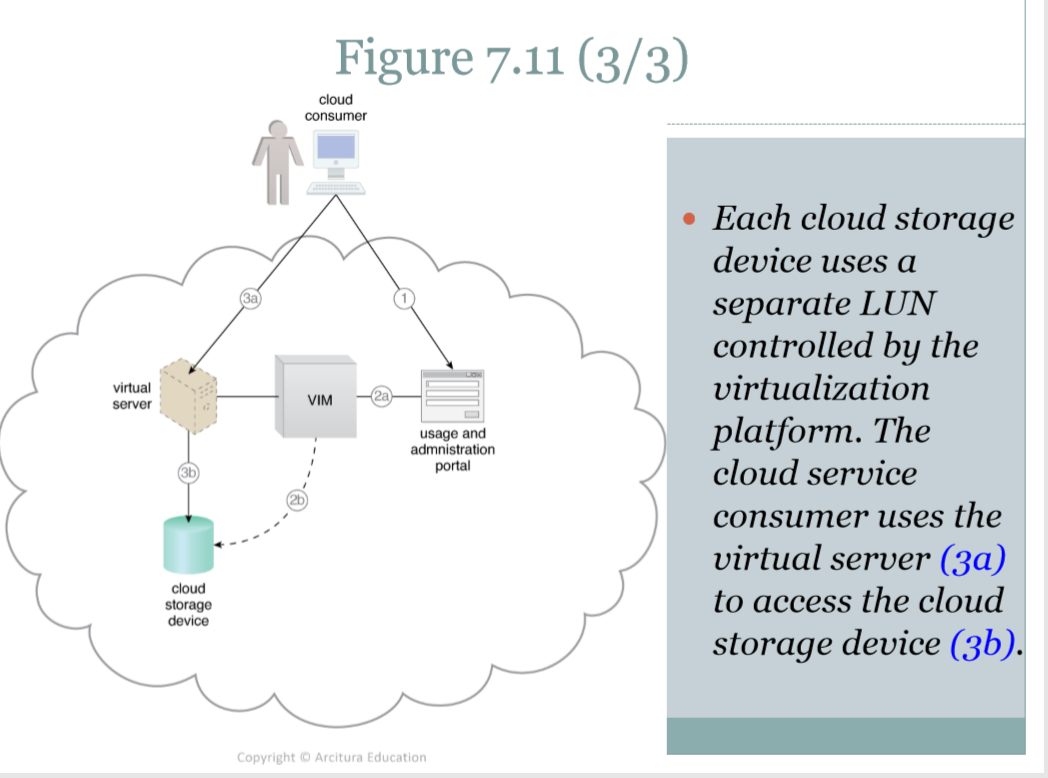 Figure 7.11 (3/3)
cloud
consumer
3a
1
virtual
server
VIM
2a
usage and
admnistration
portal
3b
2b
cloud
storage
device
• Each cloud storage
device uses a
separate LUN
controlled by the
virtualization
platform. The
cloud service
consumer uses the
virtual server (3a)
to access the cloud
storage device (3b).
Copyright © Arcitura Education